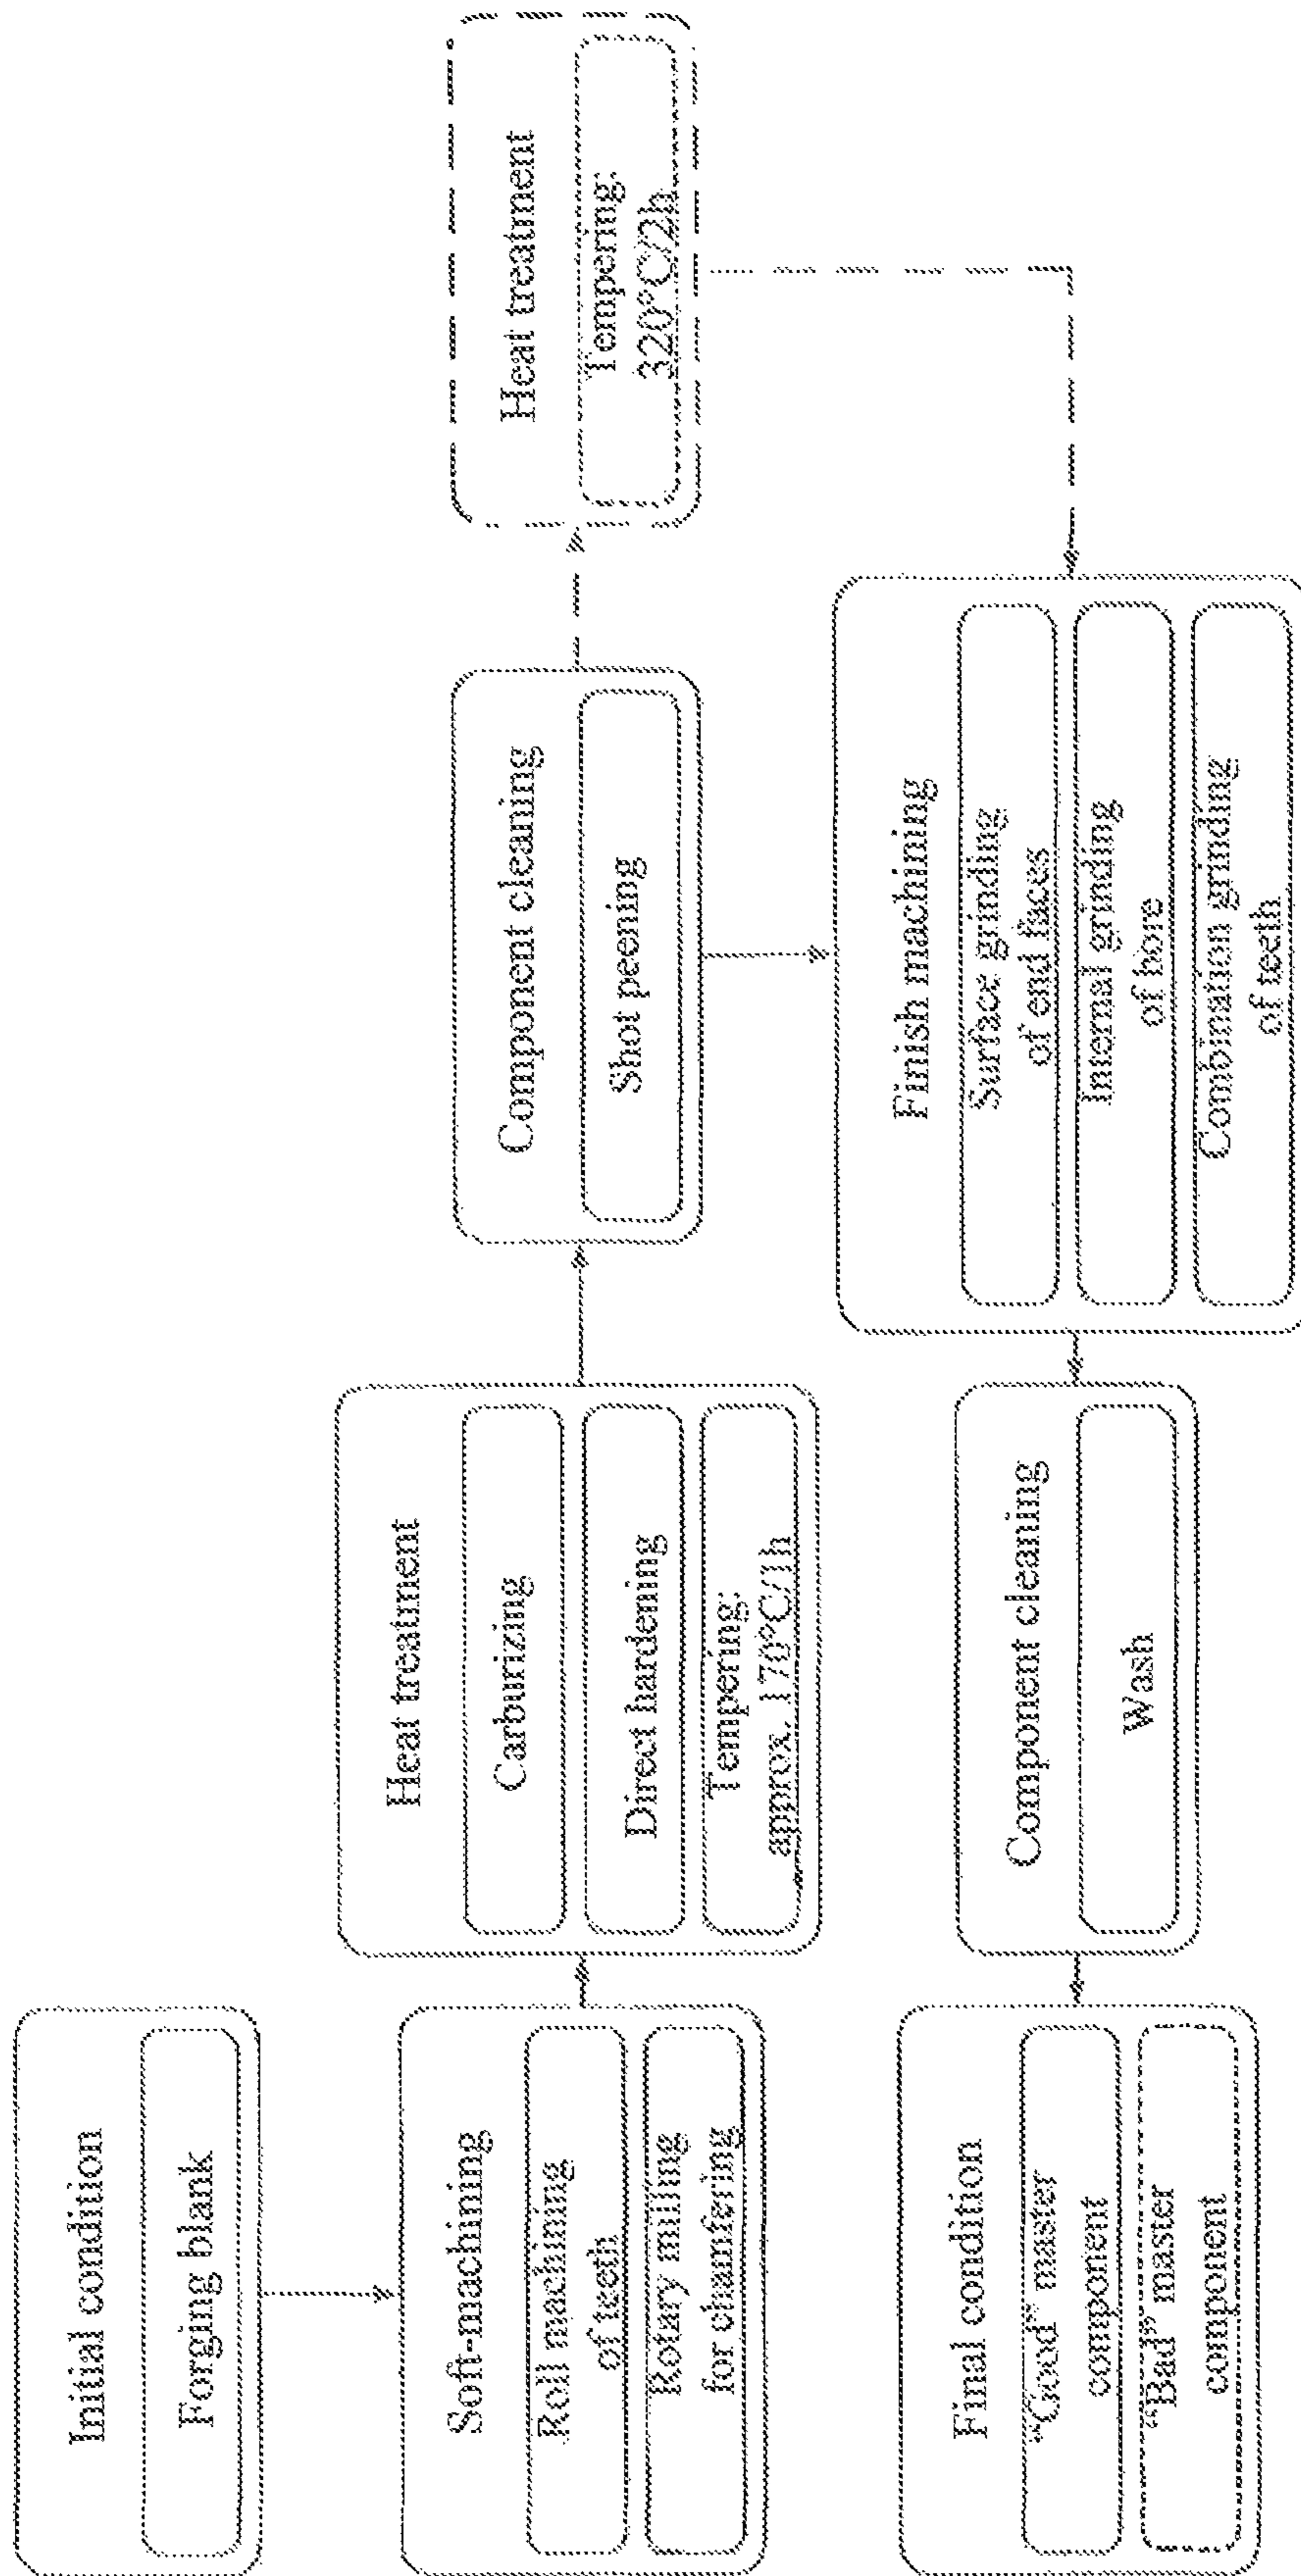 Initial condition
Forging blank
Soft-machining
Roll machining
of teeth
Rotary milling
for chamfering
Heat treatment
Carburizing
Direct hardening
Tempering:
approx. 170°C/1h
Component cleaning
Shot peening
Heat treatment
Tempering:
320°C/2h
Finish machining
Surface grinding
of end faces
Internal grinding
of bore
Combination grinding
of teeth
Component cleaning
Wash
Final condition
“Good” master
component
“Bad” master
component